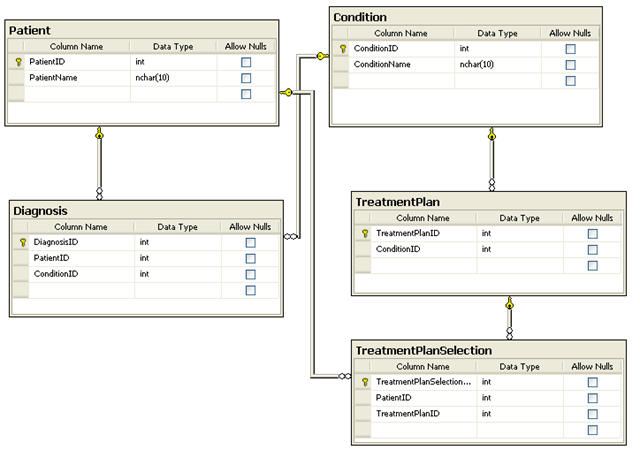 Patient
Column Name Data Type Allow Nulls
PatientID int
PatientName nchar(10)
Condition
Column Name Data Type Allow Nulls
ConditionID int
ConditionName nchar(10)
Diagnosis
Column Name Data Type Allow Nulls
DiagnosisID int
PatientID int
ConditionID int
TreatmentPlan
Column Name Data Type Allow Nulls
TreatmentPlanID int
ConditionID int
TreatmentPlanSelection
Column Name Data Type Allow Nulls
TreatmentPlanSelection... int
PatientID int
TreatmentPlanID int